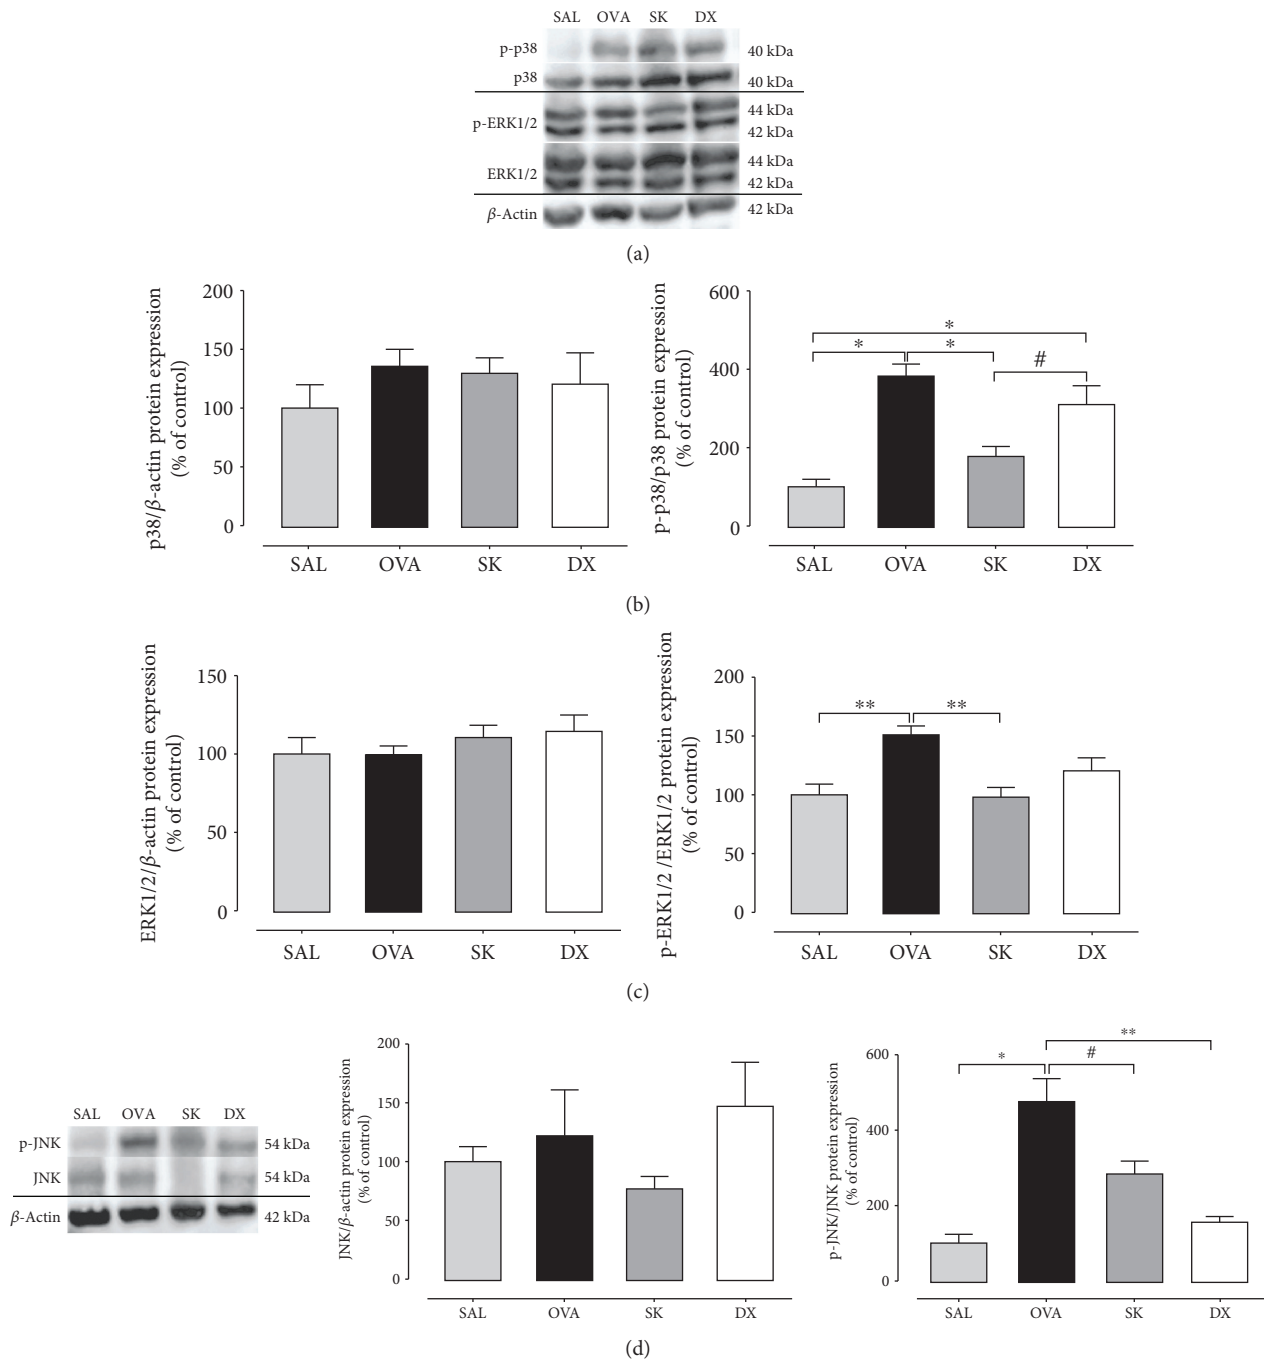 SAL OVA SK DX
p-p38 40 kDa
p38 40 kDa
p-ERK1/2 44 kDa
42 kDa
ERK1/2 44 kDa
42 kDa
β-Actin 42 kDa
(a)
p38/β-actin protein expression
(% of control)
200
150
100
50
0
SAL OVA SK DX
p-p38/p38 protein expression
(% of control)
600
400
200
0
*
* *
#
SAL OVA SK DX
(b)
ERK1/2/β-actin protein expression
(% of control)
150
100
50
0
SAL OVA SK DX
p-ERK1/2 /ERK1/2 protein expression
(% of control)
200
150
100
50
0
** **
SAL OVA SK DX
(c)
SAL OVA SK DX
p-JNK 54 kDa
JNK 54 kDa
β-Actin 42 kDa
JNK/β-actin protein expression
(% of control)
200
150
100
50
0
SAL OVA SK DX
p-JNK/JNK protein expression
(% of control)
600
400
200
0
**
* #
SAL OVA SK DX
(d)